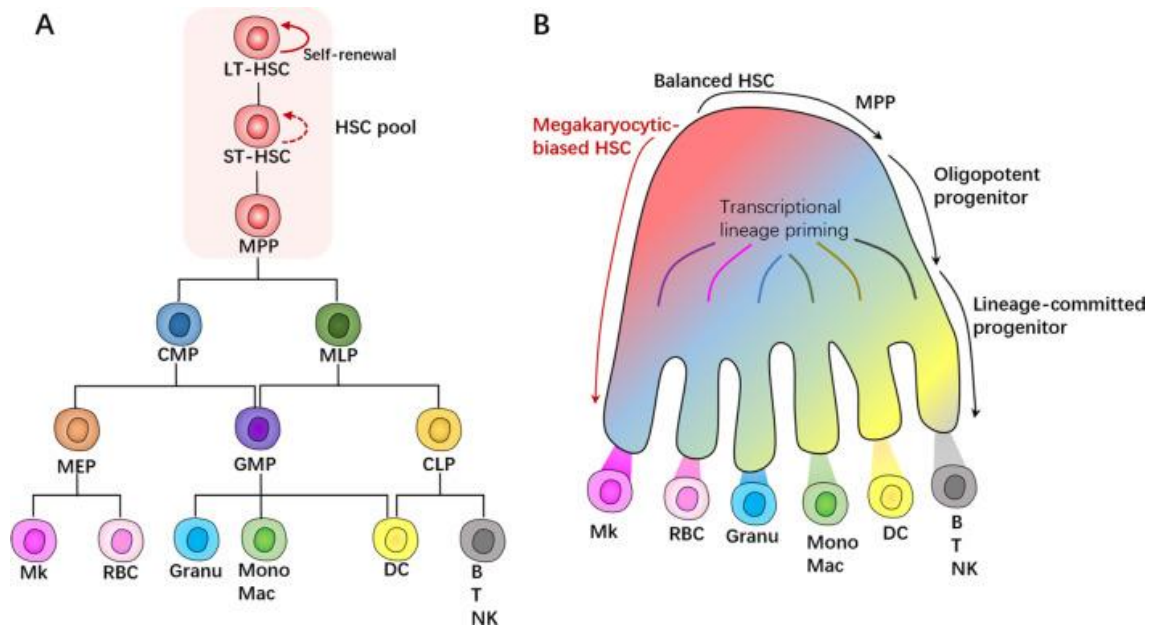 A
Self-renewal
LT-HSC
HSC pool
ST-HSC
MPP
CMP
MLP
MEP
GMP
CLP
Mk
RBC
Granu
Mono
Mac
DC
B
T
NK
B
Balanced HSC
MPP
Megakaryocytic-
biased HSC
Oligopotent
progenitor
Transcriptional
lineage priming
Lineage-committed
progenitor
Mk
RBC
Granu
Mono
Mac
DC
B
T
NK